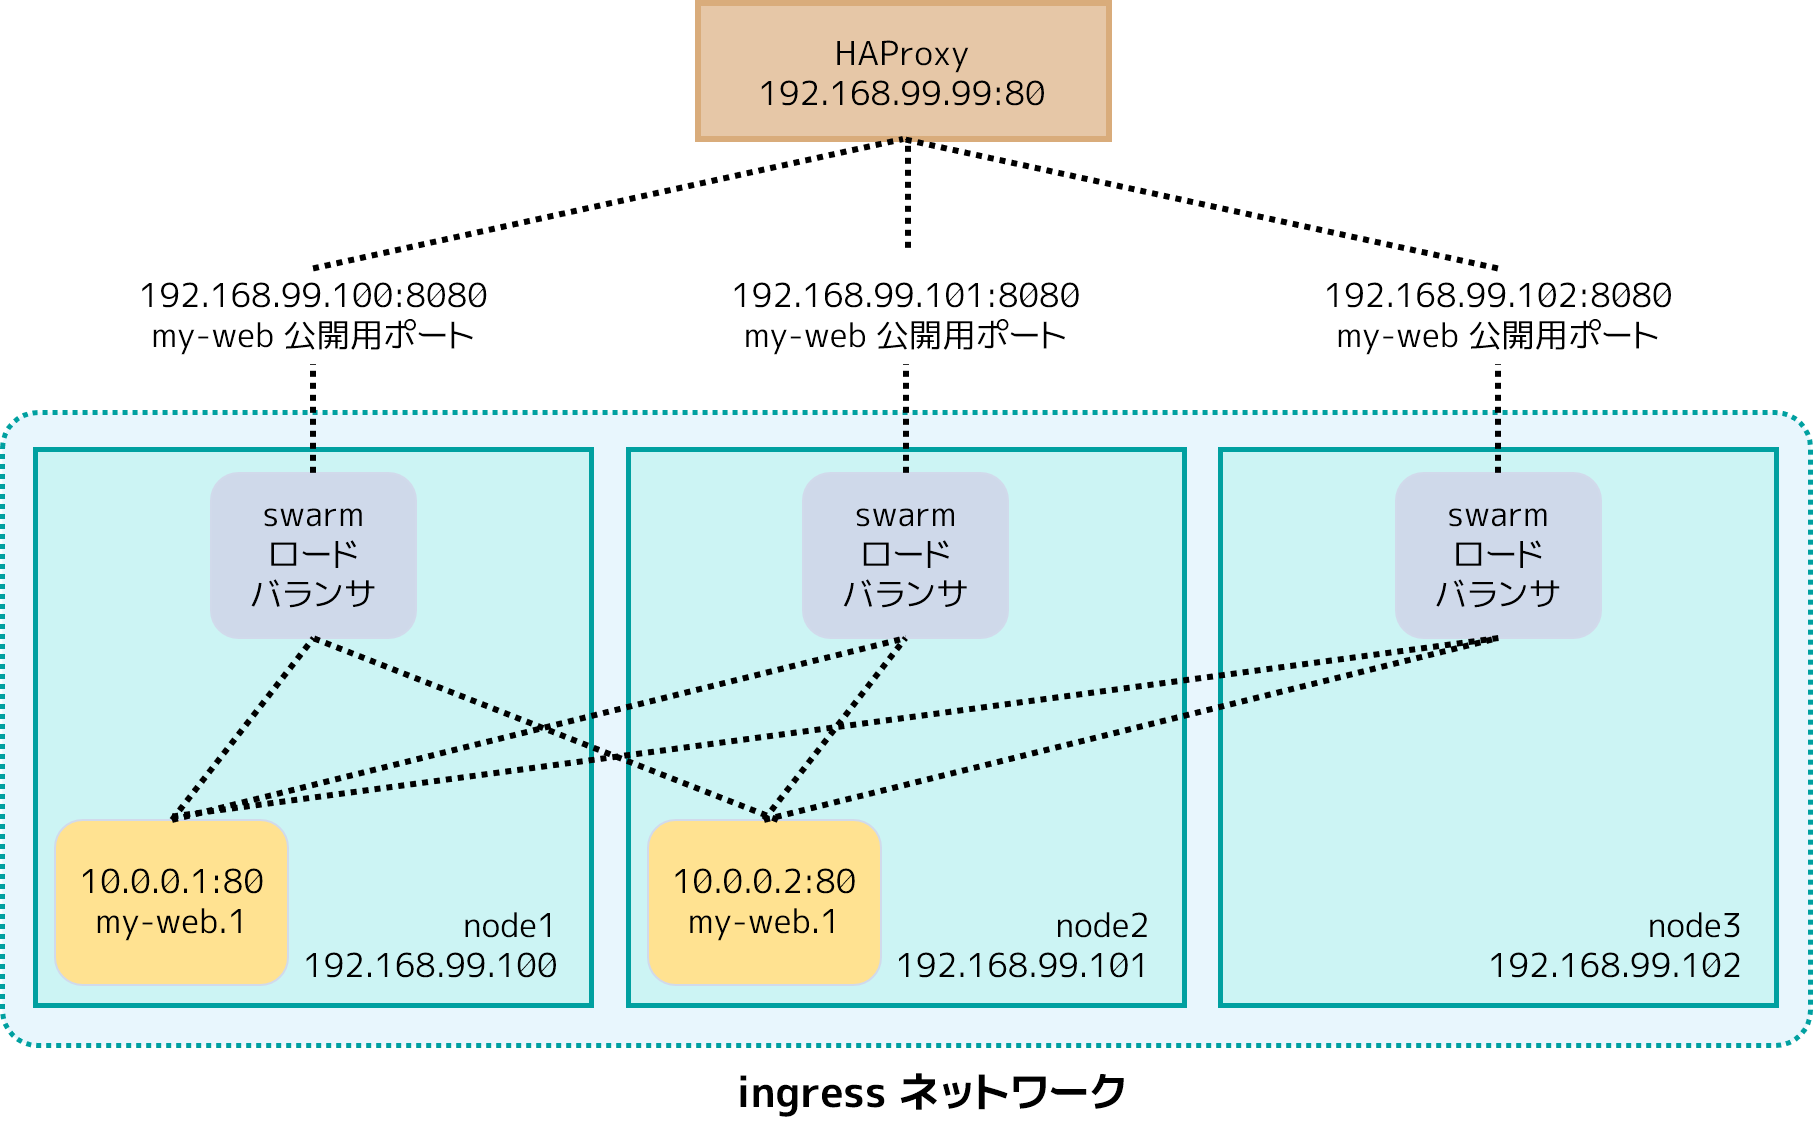 HAProxy
192.168.99.99:80
192.168.99.100:8080
my-web 公開用ポート
192.168.99.101:8080
my-web 公開用ポート
192.168.99.102:8080
my-web 公開用ポート
swarm
ロード
バランサ
swarm
ロード
バランサ
swarm
ロード
バランサ
10.0.0.1:80
my-web.1
node1
192.168.99.100
10.0.0.2:80
my-web.1
node2
192.168.99.101
node3
192.168.99.102
ingress ネットワーク